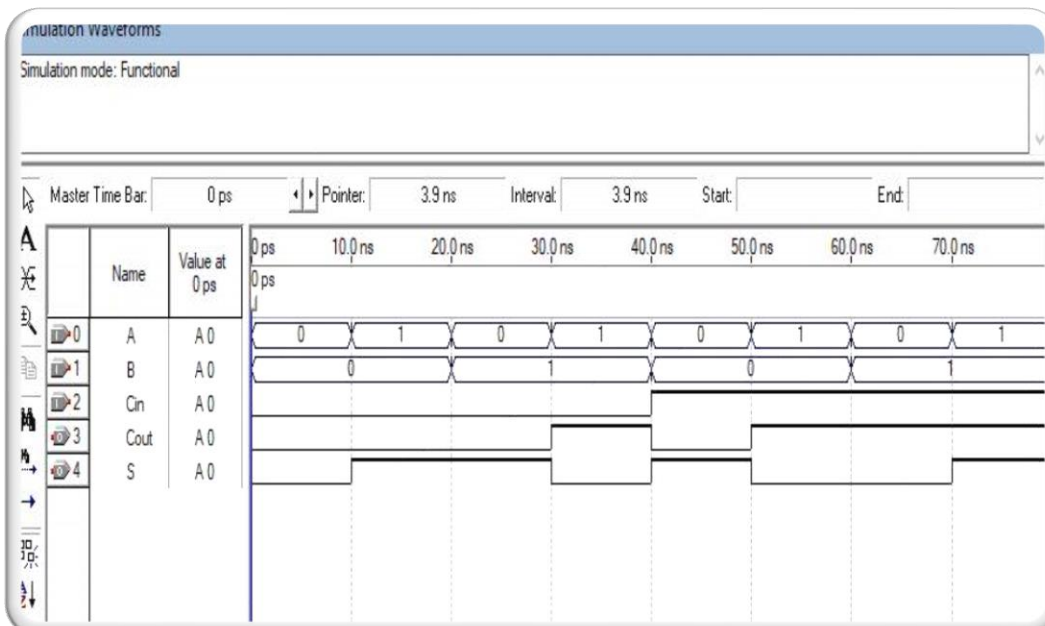 Simulation Waveforms
Simulation mode: Functional
Master Time Bar: 0 ps Pointer: 3.9 ns Interval: 3.9 ns Start: End:
Name Value at 0 ps 0 ps 10.0 ns 20.0 ns 30.0 ns 40.0 ns 50.0 ns 60.0 ns 70.0 ns
0 ps
0 A A 0 0 1 0 1 0 1 0 1
1 B A 0 0 1 0 1
2 Cin A 0
3 Cout A 0
4 S A 0